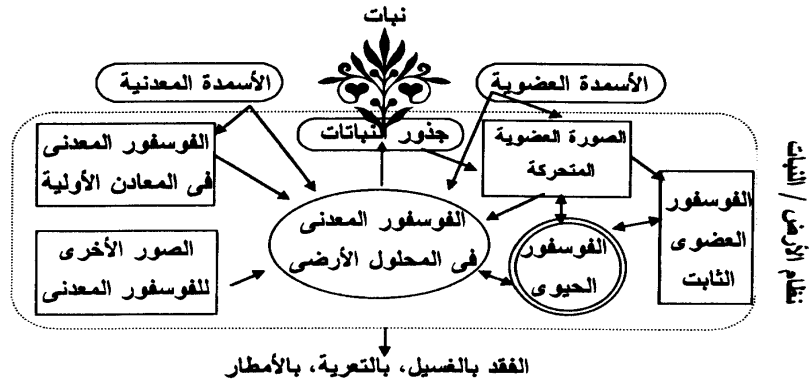 نبات
الأسمدة العضوية
الأسمدة المعدنية
جذور النباتات
الصورة العضوية
المتحركة
الفوسفور المعدنى
فى المعادن الأولية
الفوسفور
العضوى
الثابت
الفوسفور المعدنى
فى المحلول الأرضى
الفوسفور
الحيوى
الصور الأخرى
للفوسفور المعدنى
نظام الأرض / النبات
الفقد بالغسيل، بالتعرية، بالأمطار